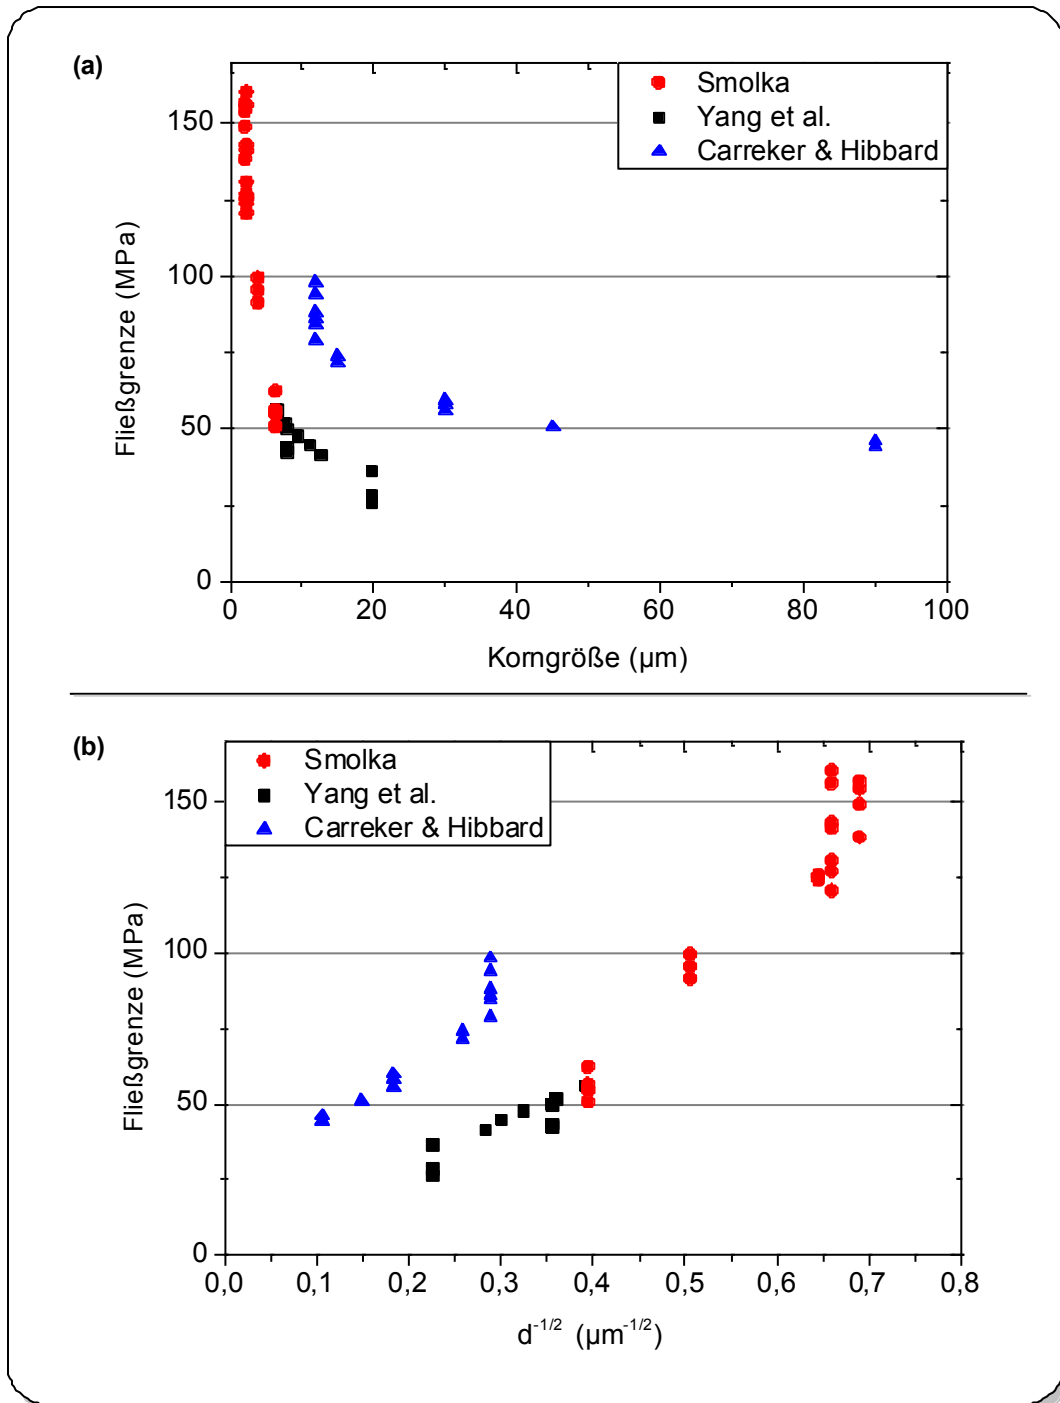 (a)
Smolka
Yang et al.
Carreker & Hibbard
150
100
50
0
Fließgrenze (MPa)
0 20 40 60 80 100
Korngröße (µm)
(b)
Smolka
Yang et al.
Carreker & Hibbard
150
100
50
0
Fließgrenze (MPa)
0,0 0,1 0,2 0,3 0,4 0,5 0,6 0,7 0,8
d^-1/2 (µm^-1/2)